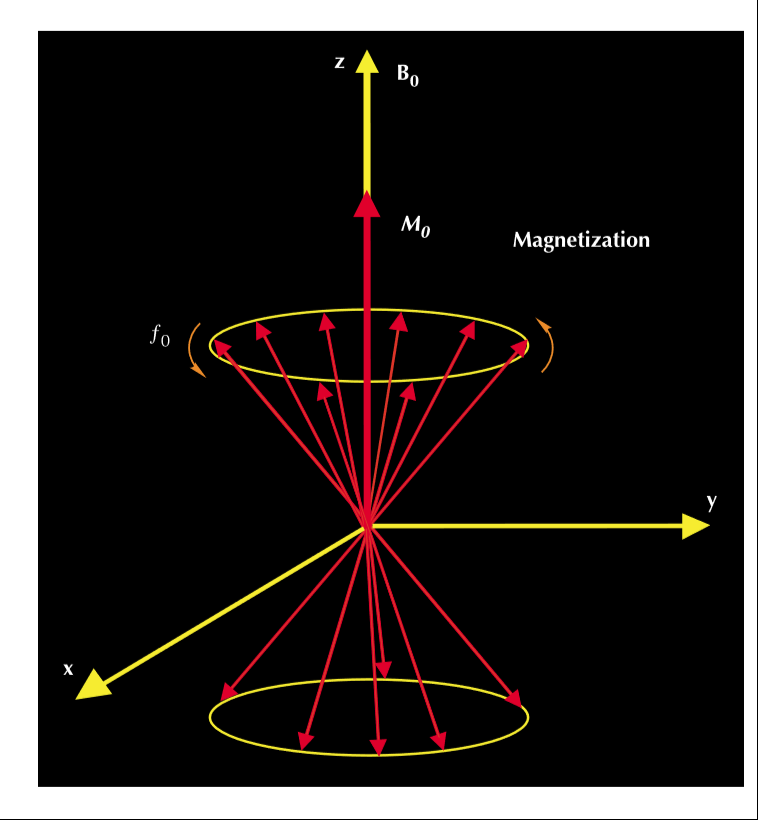 z
B₀
M₀
Magnetization
f₀
y
x